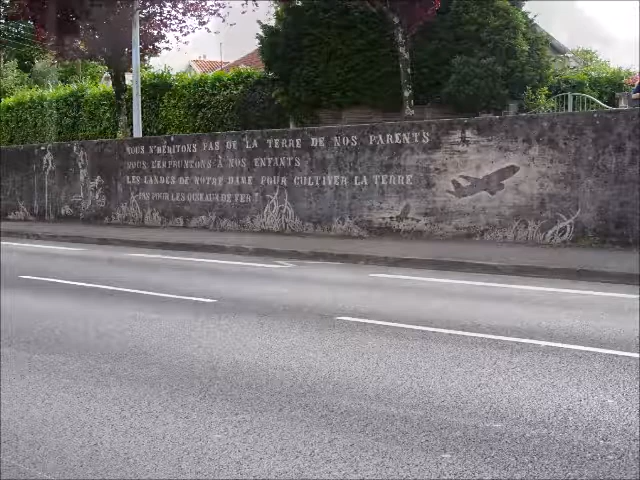 NOUS N'HERITONS PAS DE LA TERRE DE NOS PARENTS
NOUS L'EMPRUNTONS À NOS ENFANTS
LES LANDES DE NOTRE DAME POUR CULTIVER LA TERRE
PAS POUR LES OISEAUX DE FER !